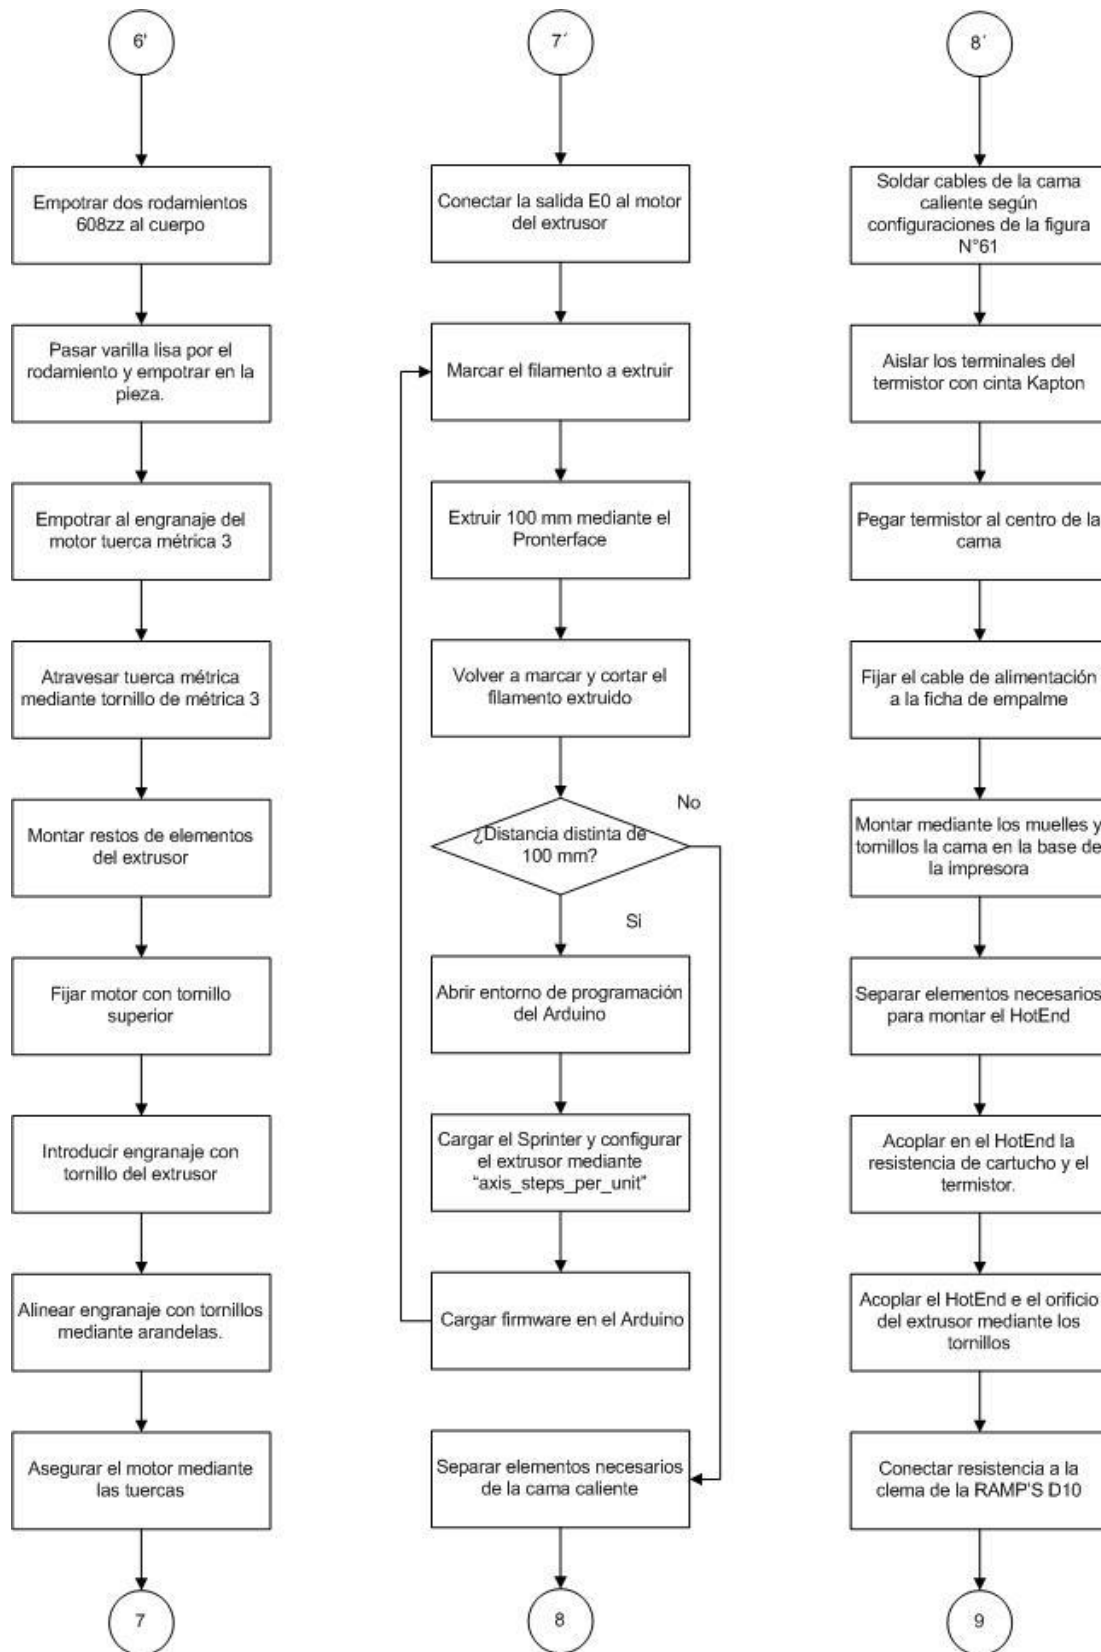 6'
Empotrar dos rodamientos
608zz al cuerpo
Pasar varilla lisa por el
rodamiento y empotrar en la
pieza.
Empotrar al engranaje del
motor tuerca métrica 3
Atravesar tuerca métrica
mediante tornillo de métrica 3
Montar restos de elementos
del extrusor
Fijar motor con tornillo
superior
Introducir engranaje con
tornillo del extrusor
Alinear engranaje con tornillos
mediante arandelas.
Asegurar el motor mediante
las tuercas
7
7´
Conectar la salida E0 al motor
del extrusor
Marcar el filamento a extruir
Extruir 100 mm mediante el
Pronterface
Volver a marcar y cortar el
filamento extruido
¿Distancia distinta de
100 mm?
No
Si
Abrir entorno de programación
del Arduino
Cargar el Sprinter y configurar
el extrusor mediante
“axis_steps_per_unit”
Cargar firmware en el Arduino
Separar elementos necesarios
de la cama caliente
8
8´
Soldar cables de la cama
caliente según
configuraciones de la figura
N°61
Aislar los terminales del
termistor con cinta Kapton
Pegar termistor al centro de la
cama
Fijar el cable de alimentación
a la ficha de empalme
Montar mediante los muelles y
tornillos la cama en la base de
la impresora
Separar elementos necesarios
para montar el HotEnd
Acoplar en el HotEnd la
resistencia de cartucho y el
termistor.
Acoplar el HotEnd e el orificio
del extrusor mediante los
tornillos
Conectar resistencia a la
clema de la RAMP'S D10
9